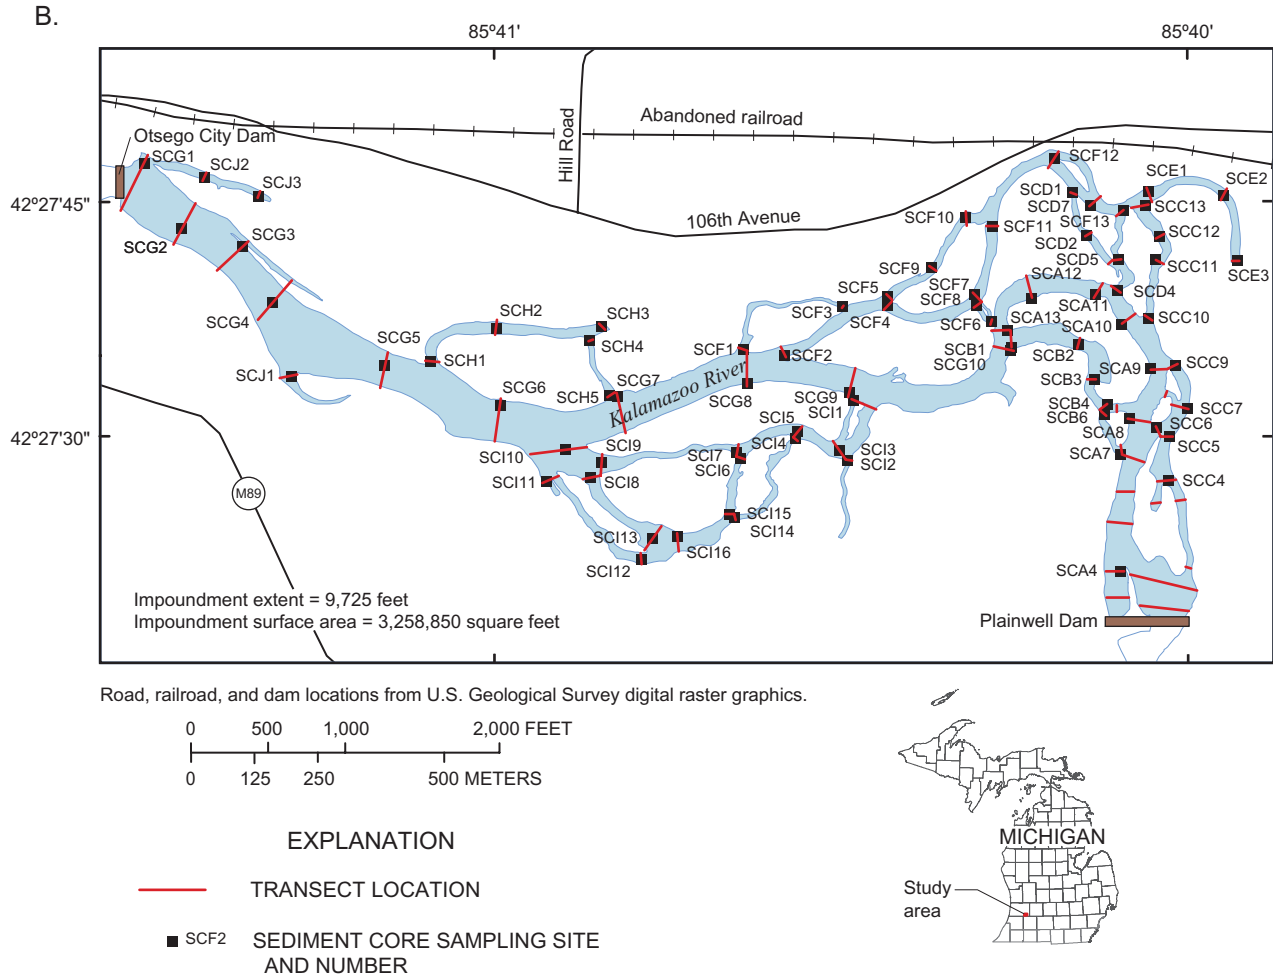 B.
85º41'
85º40'
Abandoned railroad
Hill Road
Otsego City Dam
106th Avenue
42º27'45"
42º27'30"
SCG1
SCJ2
SCJ3
SCG2
SCG3
SCG4
SCJ1
SCG5
SCH1
SCH2
SCH3
SCH4
SCH5
SCG6
SCG7
SCF1
SCF2
SCF3
SCF4
SCF5
SCF9
SCF10
SCF11
SCF7
SCF8
SCF6
SCF12
SCD1
SCD7
SCF13
SCD2
SCD5
SCE1
SCE2
SCC13
SCC12
SCC11
SCE3
SCA12
SCA11
SCD4
SCA13
SCA10
SCC10
SCB1
SCG10
SCB2
SCA9
SCC9
SCB3
SCB4
SCB6
SCA8
SCC6
SCC7
SCC5
SCA7
SCC4
SCA4
Kalamazoo River
SCG8
SCG9
SCI1
SCI5
SCI4
SCI3
SCI2
SCI7
SCI6
SCI9
SCI10
SCI11
SCI8
SCI15
SCI14
SCI13
SCI16
SCI12
M89
Plainwell Dam
Impoundment extent = 9,725 feet
Impoundment surface area = 3,258,850 square feet
Road, railroad, and dam locations from U.S. Geological Survey digital raster graphics.
0 500 1,000 2,000 FEET
0 125 250 500 METERS
EXPLANATION
TRANSECT LOCATION
SCF2 SEDIMENT CORE SAMPLING SITE
AND NUMBER
MICHIGAN
Study
area